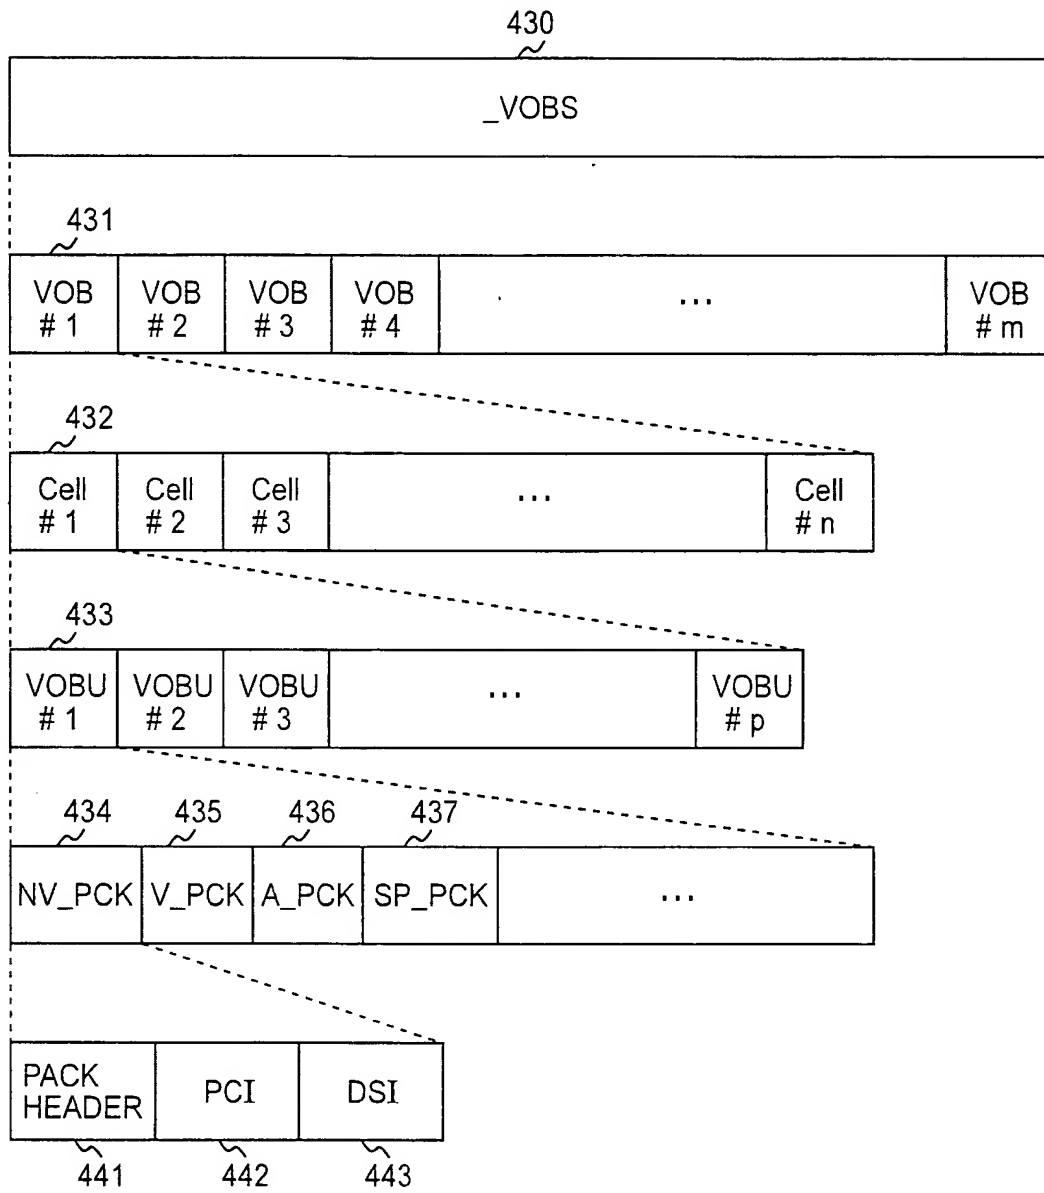 430
_VOBS
431
VOB # 1
VOB # 2
VOB # 3
VOB # 4
...
VOB # m
432
Cell # 1
Cell # 2
Cell # 3
...
Cell # n
433
VOBU # 1
VOBU # 2
VOBU # 3
...
VOBU # p
434 435 436 437
NV_PCK V_PCK A_PCK SP_PCK ...
PACK HEADER
PCI
DSI
441 442 443